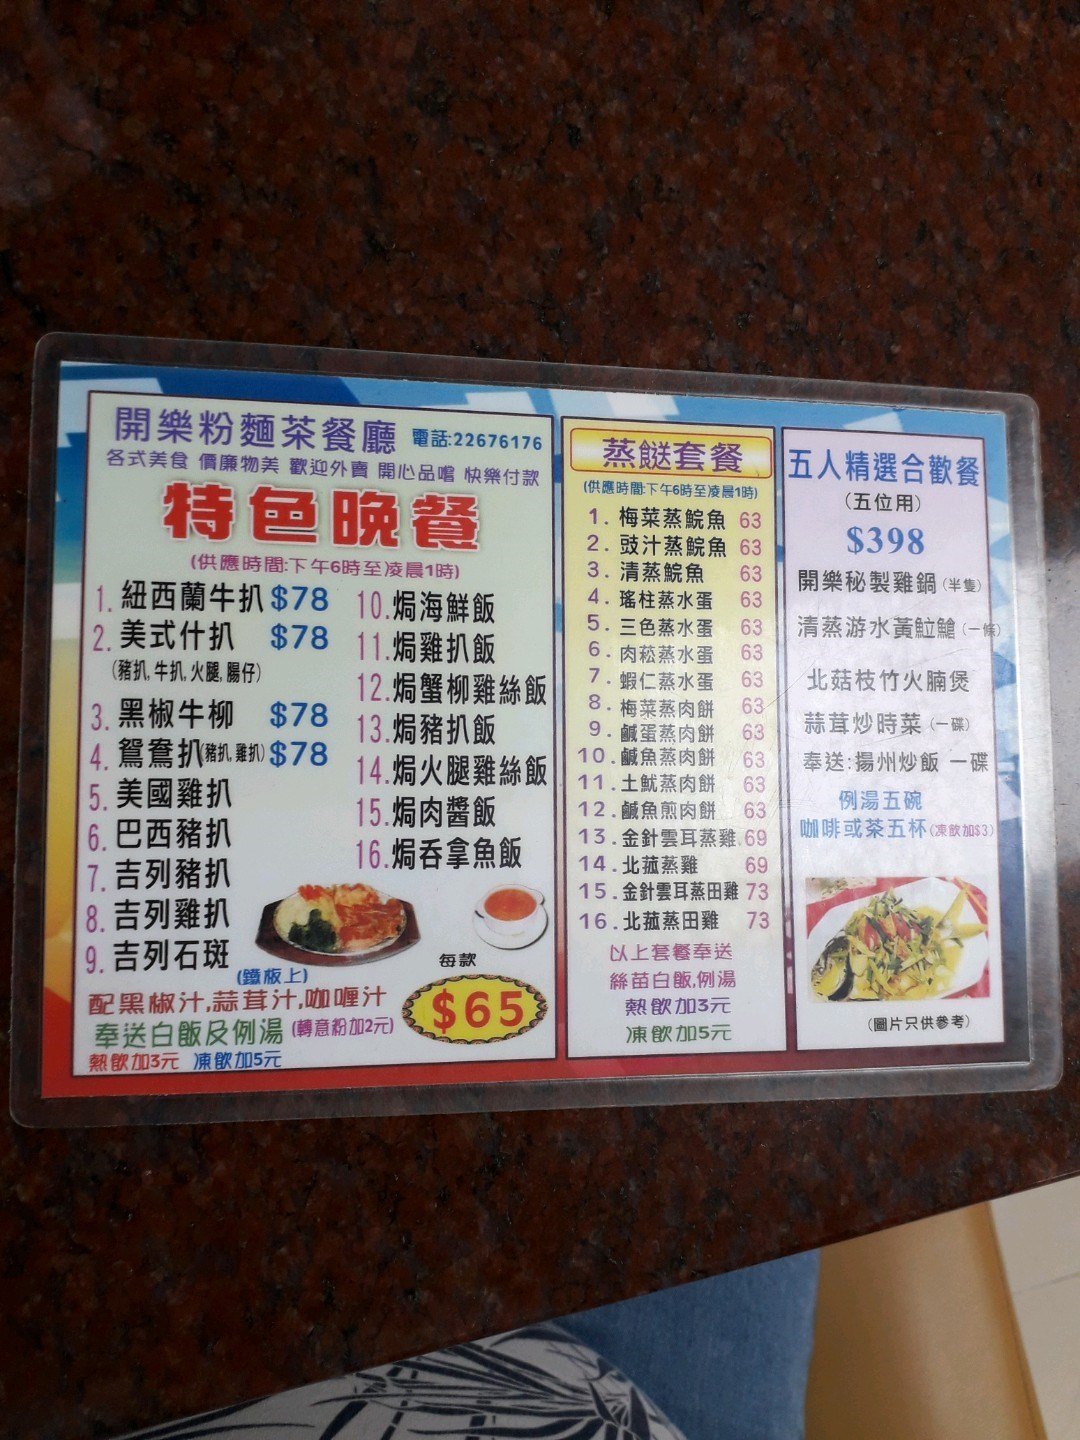 開樂粉麵茶餐廳 電話:22676176
各式美食 價廉物美 歡迎外賣 開心品嚐 快樂付款
特色晚餐
(供應時間:下午6時至凌晨1時)
1. 紐西蘭牛扒 $78
2. 美式什扒 $78
(豬扒,牛扒,火腿,腸仔)
3. 黑椒牛柳 $78
4. 鴛鴦扒(豬扒,雞扒) $78
5. 美國雞扒
6. 巴西豬扒
7. 吉列豬扒
8. 吉列雞扒
9. 吉列石斑
10.焗海鮮飯
11.焗雞扒飯
12.焗蟹柳雞絲飯
13.焗豬扒飯
14.焗火腿雞絲飯
15.焗肉醬飯
16.焗吞拿魚飯
(鐵板上)
每款
$65
配黑椒汁,蒜茸汁,咖喱汁
奉送白飯及例湯(轉意粉加2元)
熱飲加3元 凍飲加5元
蒸餸套餐
(供應時間:下午6時至凌晨1時)
1.梅菜蒸鯇魚 63
2.豉汁蒸鯇魚 63
3.清蒸鯇魚 63
4.瑤柱蒸水蛋 63
5.三色蒸水蛋 63
6.肉崧蒸水蛋 63
7.蝦仁蒸水蛋 63
8.梅菜蒸肉餅 63
9.鹹蛋蒸肉餅 63
10.鹹魚蒸肉餅 63
11.土魷蒸肉餅 63
12.鹹魚煎肉餅 63
13.金針雲耳蒸雞 69
14.北菰蒸雞 69
15.金針雲耳蒸田雞 73
16.北菰蒸田雞 73
以上套餐奉送
絲苗白飯,例湯
熱飲加3元
凍飲加5元
五人精選合歡餐
(五位用)
$398
開樂秘製雞鍋(半隻)
清蒸游水黃鮀鱠(一條)
北菇枝竹火腩煲
蒜茸炒時菜(一碟)
奉送:揚州炒飯 一碟
例湯五碗
咖啡或茶五杯(凍飲加$3)
(圖片只供參考)